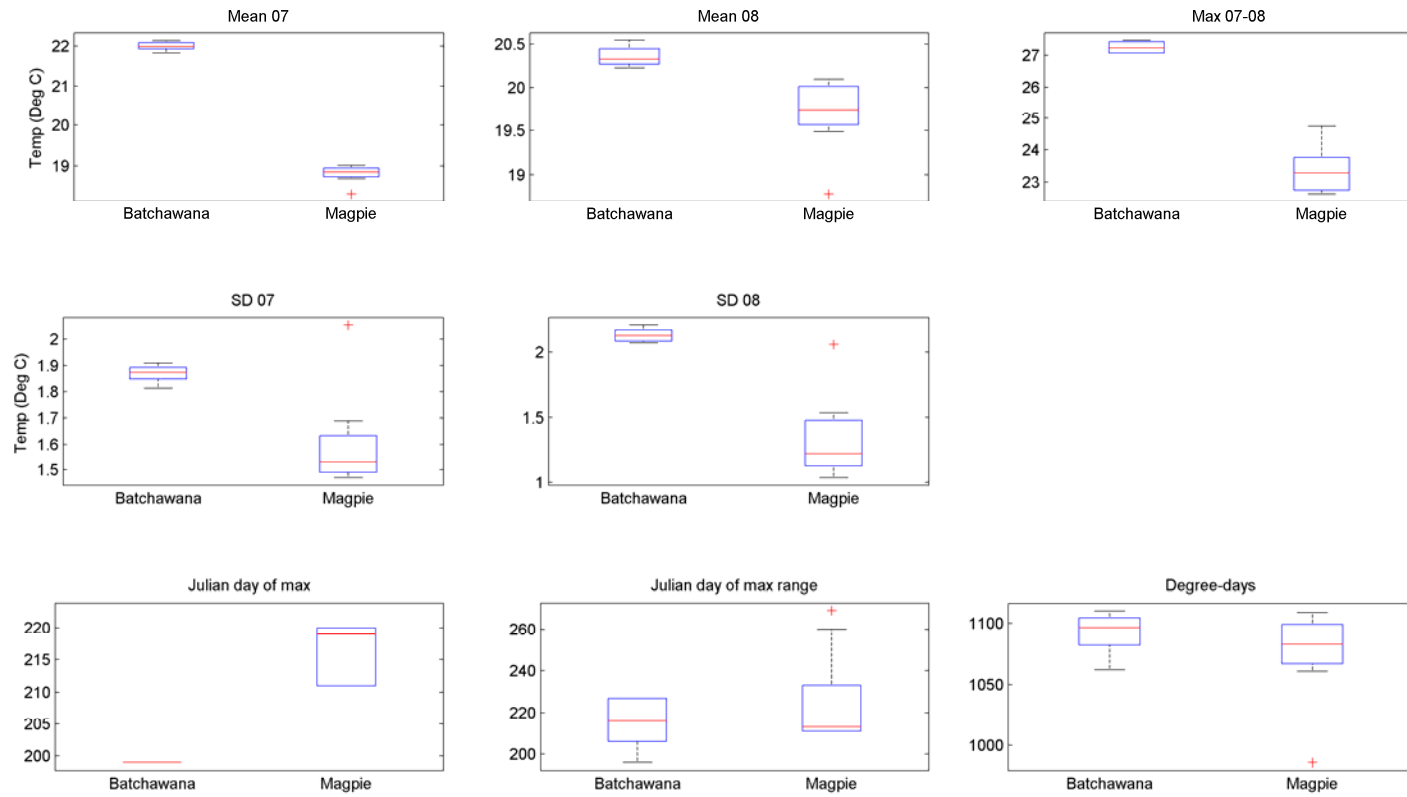 Mean 07
Mean 08
Max 07-08
Temp (Deg C)
22
21
20
19
20.5
20
19.5
19
27
26
25
24
23
Batchawana Magpie
Batchawana Magpie
Batchawana Magpie
SD 07
SD 08
Temp (Deg C)
2
1.9
1.8
1.7
1.6
1.5
2
1.5
1
Batchawana Magpie
Batchawana Magpie
Julian day of max
Julian day of max range
Degree-days
220
215
210
205
200
260
240
220
200
1100
1050
1000
Batchawana Magpie
Batchawana Magpie
Batchawana Magpie